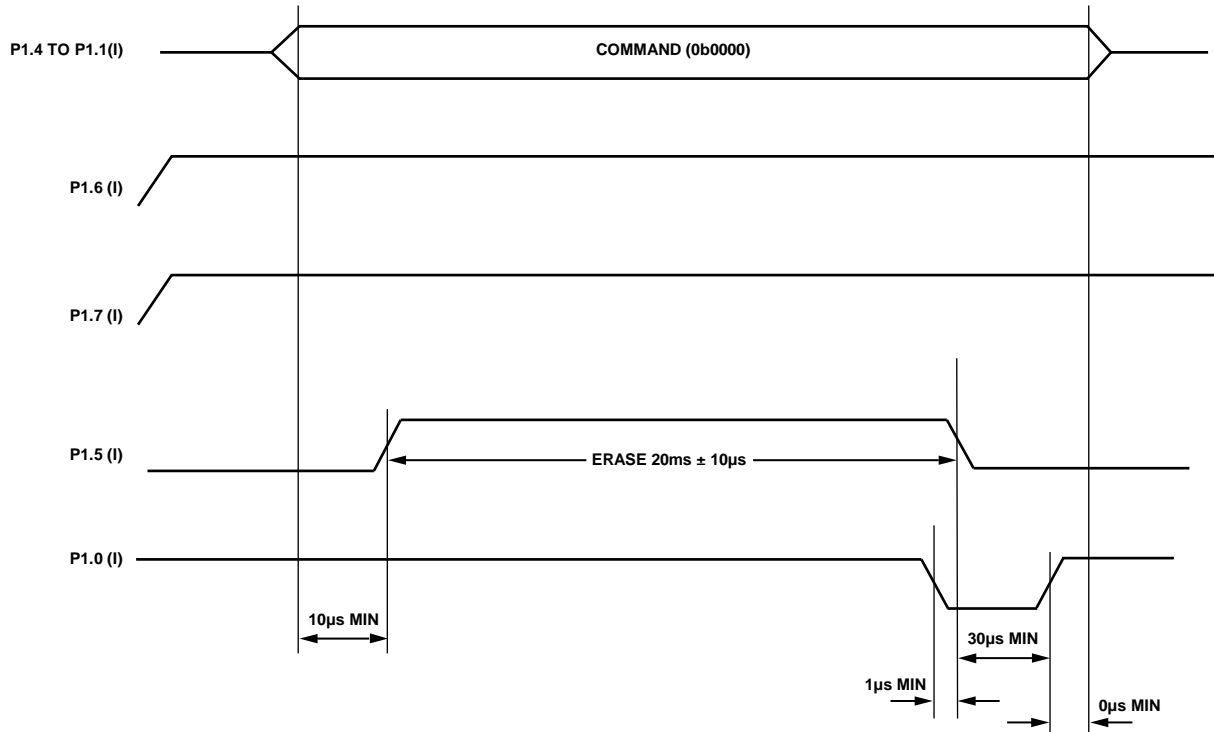 P1.4 TO P1.1(I)
COMMAND (0b0000)
P1.6 (I)
P1.7 (I)
P1.5 (I)
ERASE 20ms ± 10µs
P1.0 (I)
10µs MIN
30µs MIN
1µs MIN
0µs MIN